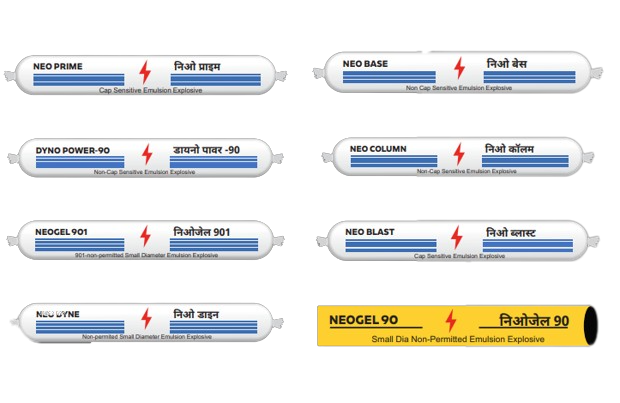 NEO PRIME निओ प्राइम
Cap Sensitive Emulsion Explosive
NEO BASE निओ बेस
Non Cap Sensitive Emulsion Explosive
DYNO POWER-90 डायनो पावर -90
Non-Cap Sensitive Emulsion Explosive
NEO COLUMN निओ कॉलम
Non-Cap Sensitive Emulsion Explosive
NEOGEL 901 निओजेल 901
901-non-permitted Small Diameter Emulsion Explosive
NEO BLAST निओ ब्लास्ट
Cap Sensitive Emulsion Explosive
NEO DYNE निओ डाइन
Non-permited Small Diameter Emulsion Explosive
NEOGEL 90 निओजेल 90
Small Dia Non-Permitted Emulsion Explosive